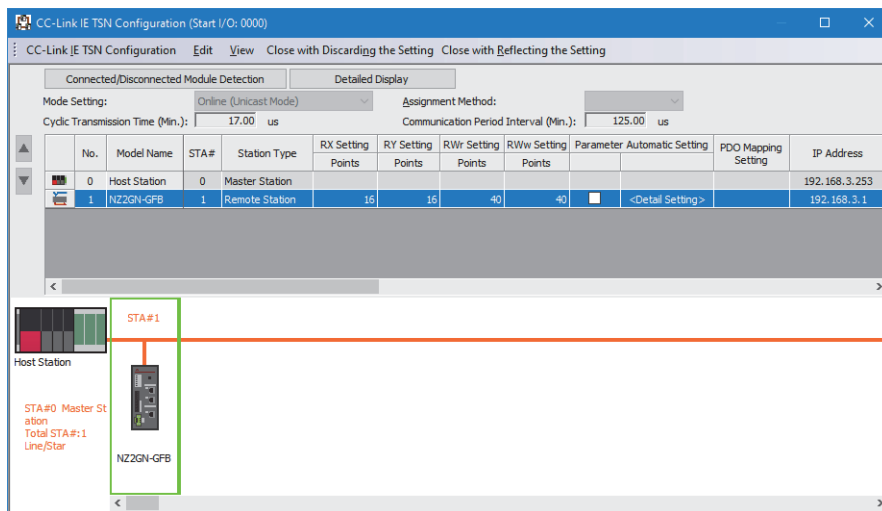 CC-Link IE TSN Configuration (Start I/O: 0000)
CC-Link IE TSN Configuration Edit View Close with Discarding the Setting Close with Reflecting the Setting
Connected/Disconnected Module Detection Detailed Display
Mode Setting: Online (Unicast Mode) Assignment Method:
Cyclic Transmission Time (Min.): 17.00 us Communication Period Interval (Min.): 125.00 us
No. Model Name STA# Station Type RX Setting RY Setting RWr Setting RWw Setting Parameter Automatic Setting PDO Mapping Setting IP Address
Points Points Points Points
0 Host Station 0 Master Station 192.168.3.253
1 NZ2GN-GFB 1 Remote Station 16 16 40 40 <Detail Setting> 192.168.3.1
STA#1
Host Station
STA#0 Master St
ation
Total STA#:1
Line/Star
NZ2GN-GFB